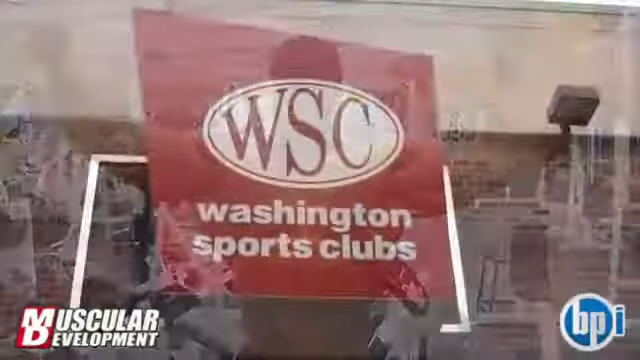 WSC
washington
sports clubs
MUSCULAR
DEVELOPMENT
bpi